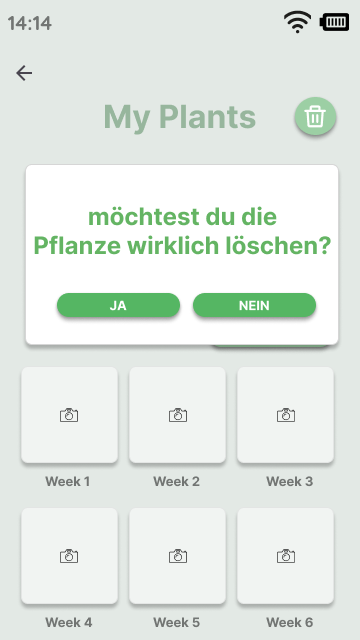 14:14
My Plants
möchtest du die
Pflanze wirklich löschen?
JA
NEIN
Week 1
Week 2
Week 3
Week 4
Week 5
Week 6